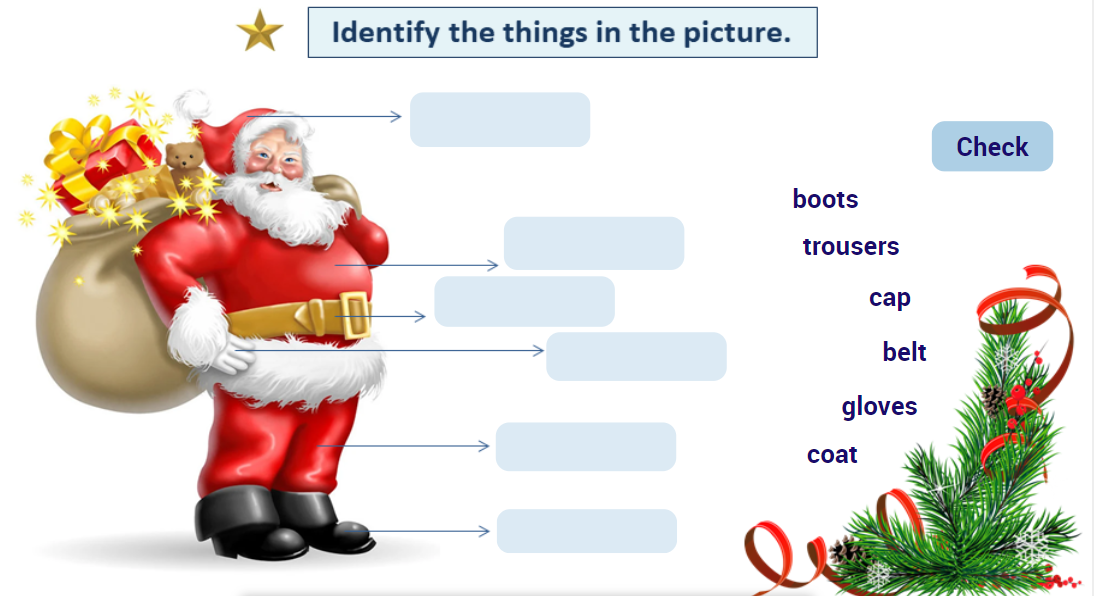 Identify the things in the picture.
Check
boots
trousers
cap
belt
gloves
coat